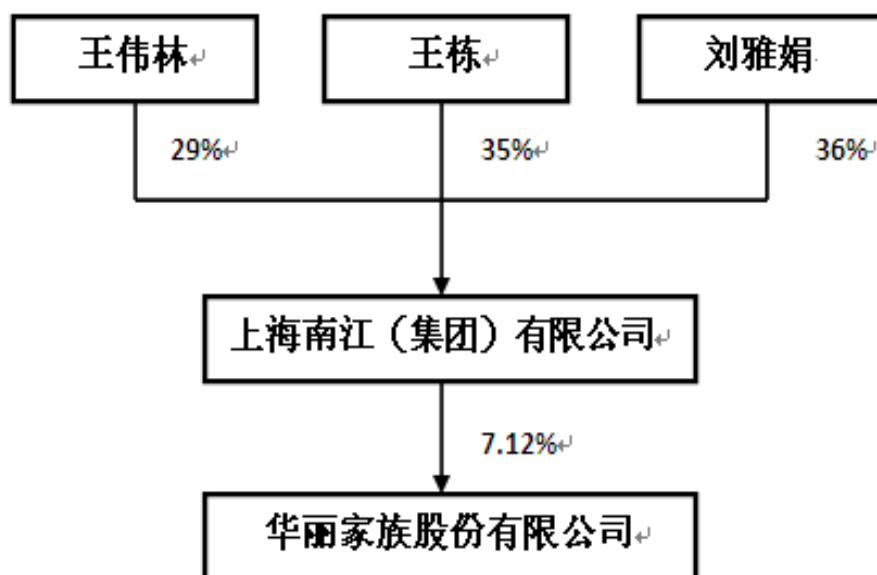 王伟林
王栋
刘雅娟
29%
35%
36%
上海南江（集团）有限公司
7.12%
华丽家族股份有限公司